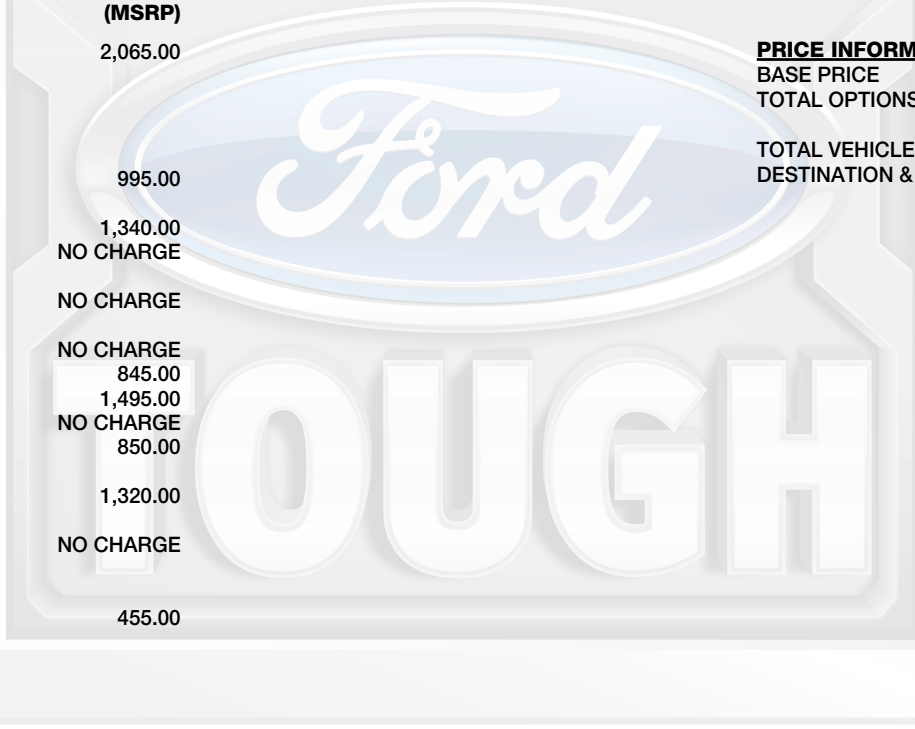 (MSRP)
2,065.00
995.00
1,340.00
NO CHARGE
NO CHARGE
NO CHARGE
845.00
1,495.00
NO CHARGE
850.00
1,320.00
NO CHARGE
455.00
PRICE INFORM
BASE PRICE
TOTAL OPTIONS
TOTAL VEHICLE
DESTINATION &
Ford
TOUGH